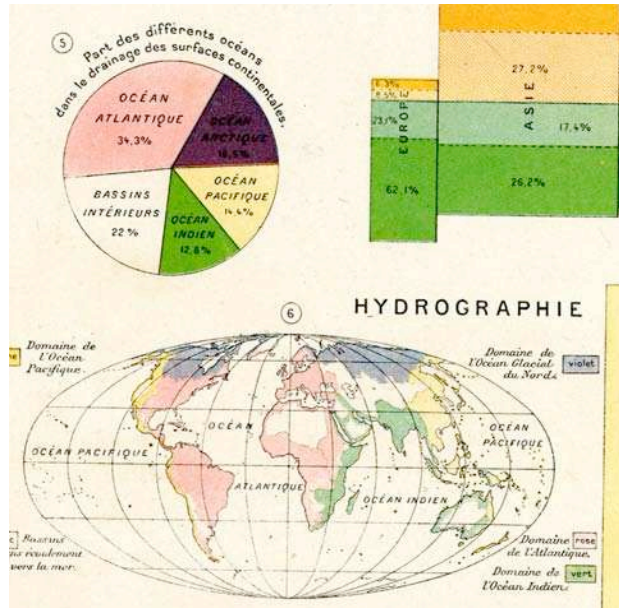 5
Part des différents océans
dans le drainage des surfaces continentales.
OCÉAN
ATLANTIQUE
34,3%
OCÉAN
ARCTIQUE
16,5%
OCÉAN
PACIFIQUE
14,4%
BASSINS
INTÉRIEURS
22%
OCÉAN
INDIEN
12,8%
EUROPE
23,1%
62,1%
ASIE
27,2%
17,4%
26,2%
6
HYDROGRAPHIE
Domaine de
l'Océan
Pacifique.
Domaine de
l'Océan Glacial
du Nord.
violet
OCÉAN PACIFIQUE
OCÉAN
ATLANTIQUE
OCÉAN INDIEN
OCÉAN
PACIFIQUE
Bassins
ns écoulement
vers la mer.
Domaine rose
de l'Atlantique.
Domaine de vert
l'Océan Indien.